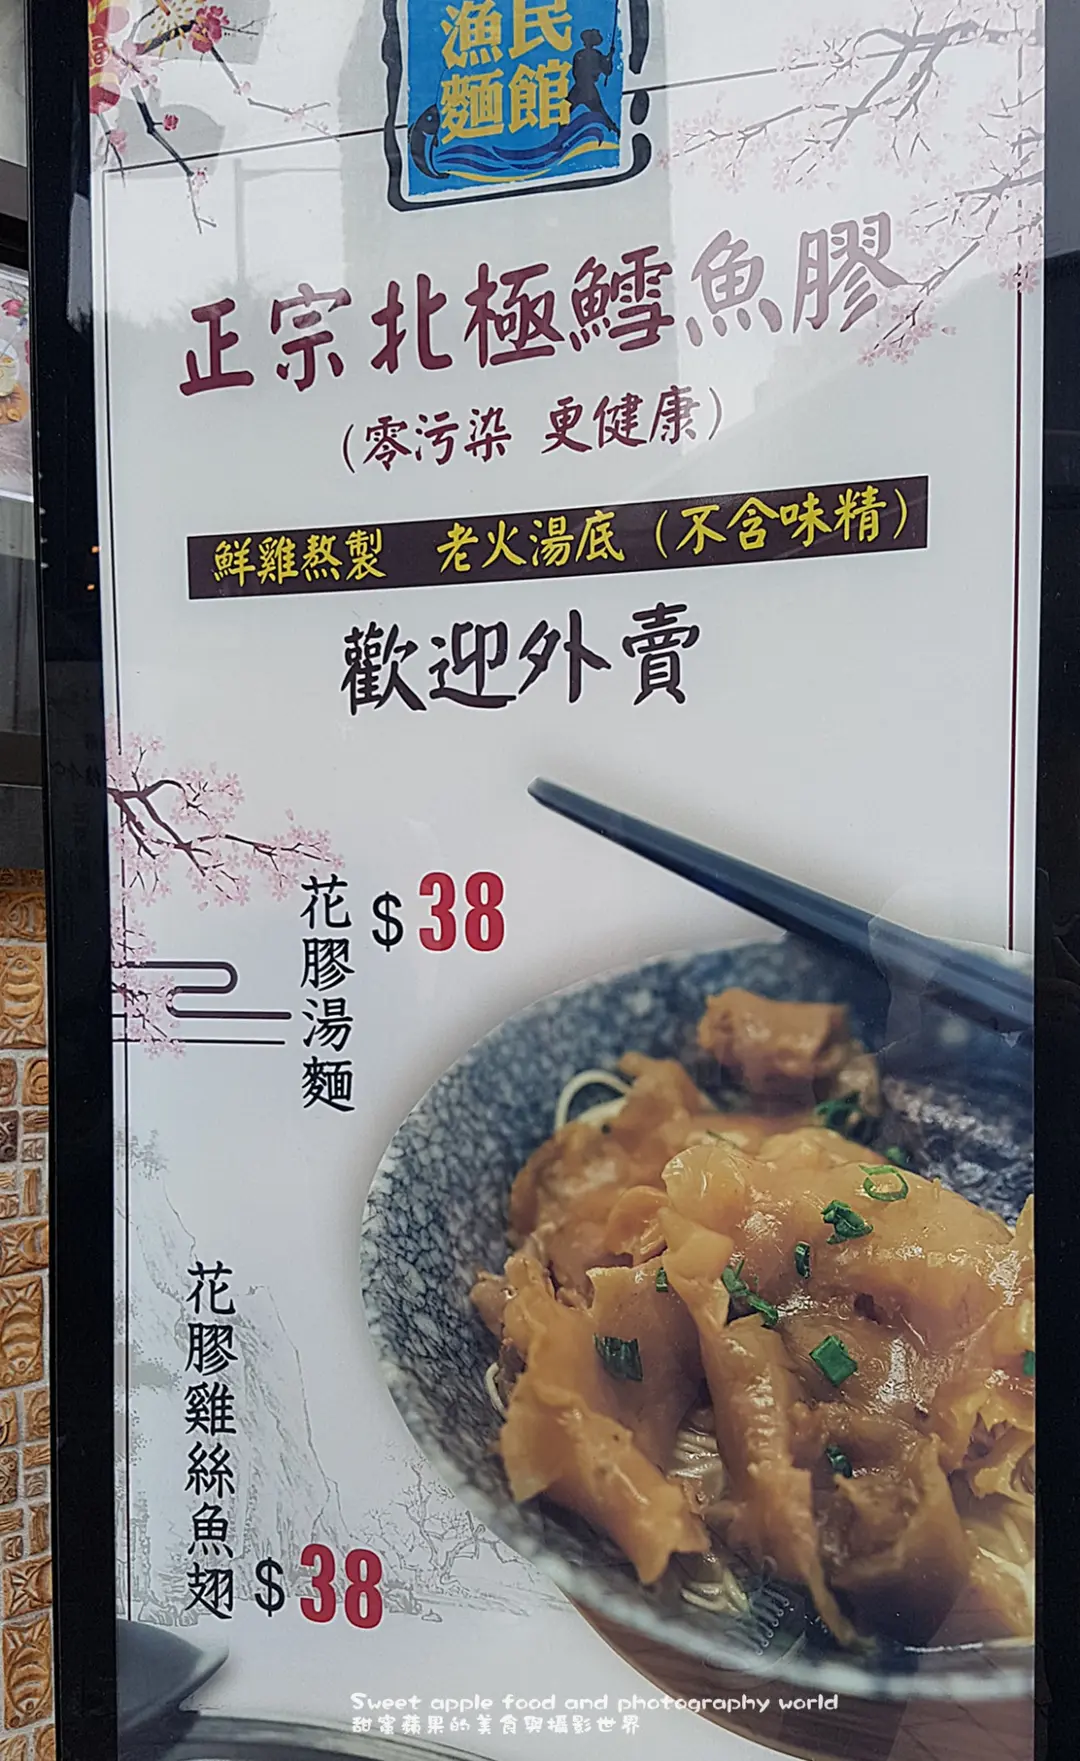 漁民
麵館
正宗北極鱈魚膠
（零污染 更健康）
鮮雞熬製 老火湯底（不含味精）
歡迎外賣
花膠湯麵
$38
花膠雞絲魚翅
$38
Sweet apple food and photography world
甜蜜蘋果的美食與攝影世界